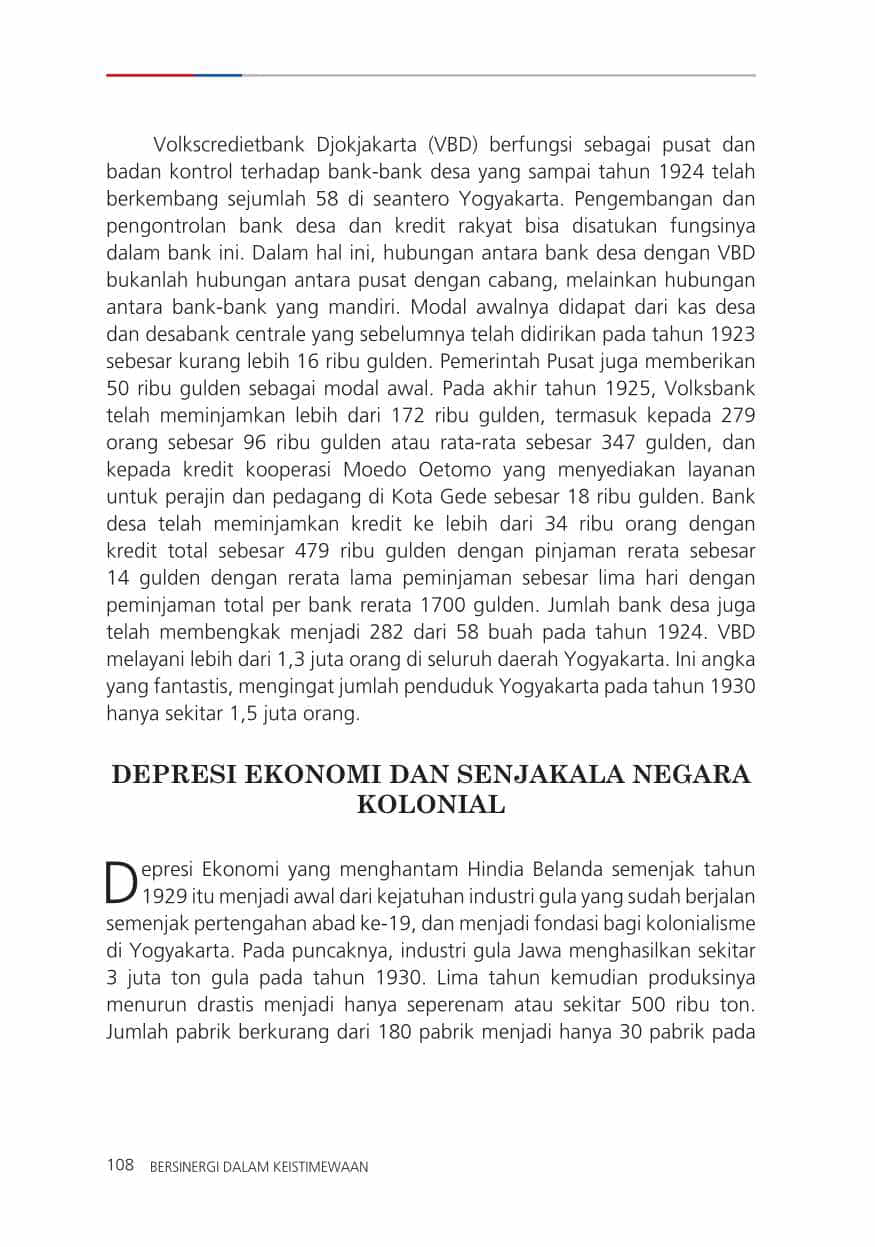 Volkscredietbank Djokjakarta (VBD) berfungsi sebagai pusat dan
badan kontrol terhadap bank-bank desa yang sampai tahun 1924 telah
berkembang sejumlah 58 di seantero Yogyakarta. Pengembangan dan
pengontrolan bank desa dan kredit rakyat bisa disatukan fungsinya
dalam bank ini. Dalam hal ini, hubungan antara bank desa dengan VBD
bukanlah hubungan antara pusat dengan cabang, melainkan hubungan
antara bank-bank yang mandiri. Modal awalnya didapat dari kas desa
dan desabank centrale yang sebelumnya telah didirikan pada tahun 1923
sebesar kurang lebih 16 ribu gulden. Pemerintah Pusat juga memberikan
50 ribu gulden sebagai modal awal. Pada akhir tahun 1925, Volksbank
telah meminjamkan lebih dari 172 ribu gulden, termasuk kepada 279
orang sebesar 96 ribu gulden atau rata-rata sebesar 347 gulden, dan
kepada kredit kooperasi Moedo Oetomo yang menyediakan layanan
untuk perajin dan pedagang di Kota Gede sebesar 18 ribu gulden. Bank
desa telah meminjamkan kredit ke lebih dari 34 ribu orang dengan
kredit total sebesar 479 ribu gulden dengan pinjaman rerata sebesar
14 gulden dengan rerata lama peminjaman sebesar lima hari dengan
peminjaman total per bank rerata 1700 gulden. Jumlah bank desa juga
telah membengkak menjadi 282 dari 58 buah pada tahun 1924. VBD
melayani lebih dari 1,3 juta orang di seluruh daerah Yogyakarta. Ini angka
yang fantastis, mengingat jumlah penduduk Yogyakarta pada tahun 1930
hanya sekitar 1,5 juta orang.
DEPRESI EKONOMI DAN SENJAKALA NEGARA
KOLONIAL
Depresi Ekonomi yang menghantam Hindia Belanda semenjak tahun
1929 itu menjadi awal dari kejatuhan industri gula yang sudah berjalan
semenjak pertengahan abad ke-19, dan menjadi fondasi bagi kolonialisme
di Yogyakarta. Pada puncaknya, industri gula Jawa menghasilkan sekitar
3 juta ton gula pada tahun 1930. Lima tahun kemudian produksinya
menurun drastis menjadi hanya seperenam atau sekitar 500 ribu ton.
Jumlah pabrik berkurang dari 180 pabrik menjadi hanya 30 pabrik pada
108 BERSINERGI DALAM KEISTIMEWAAN